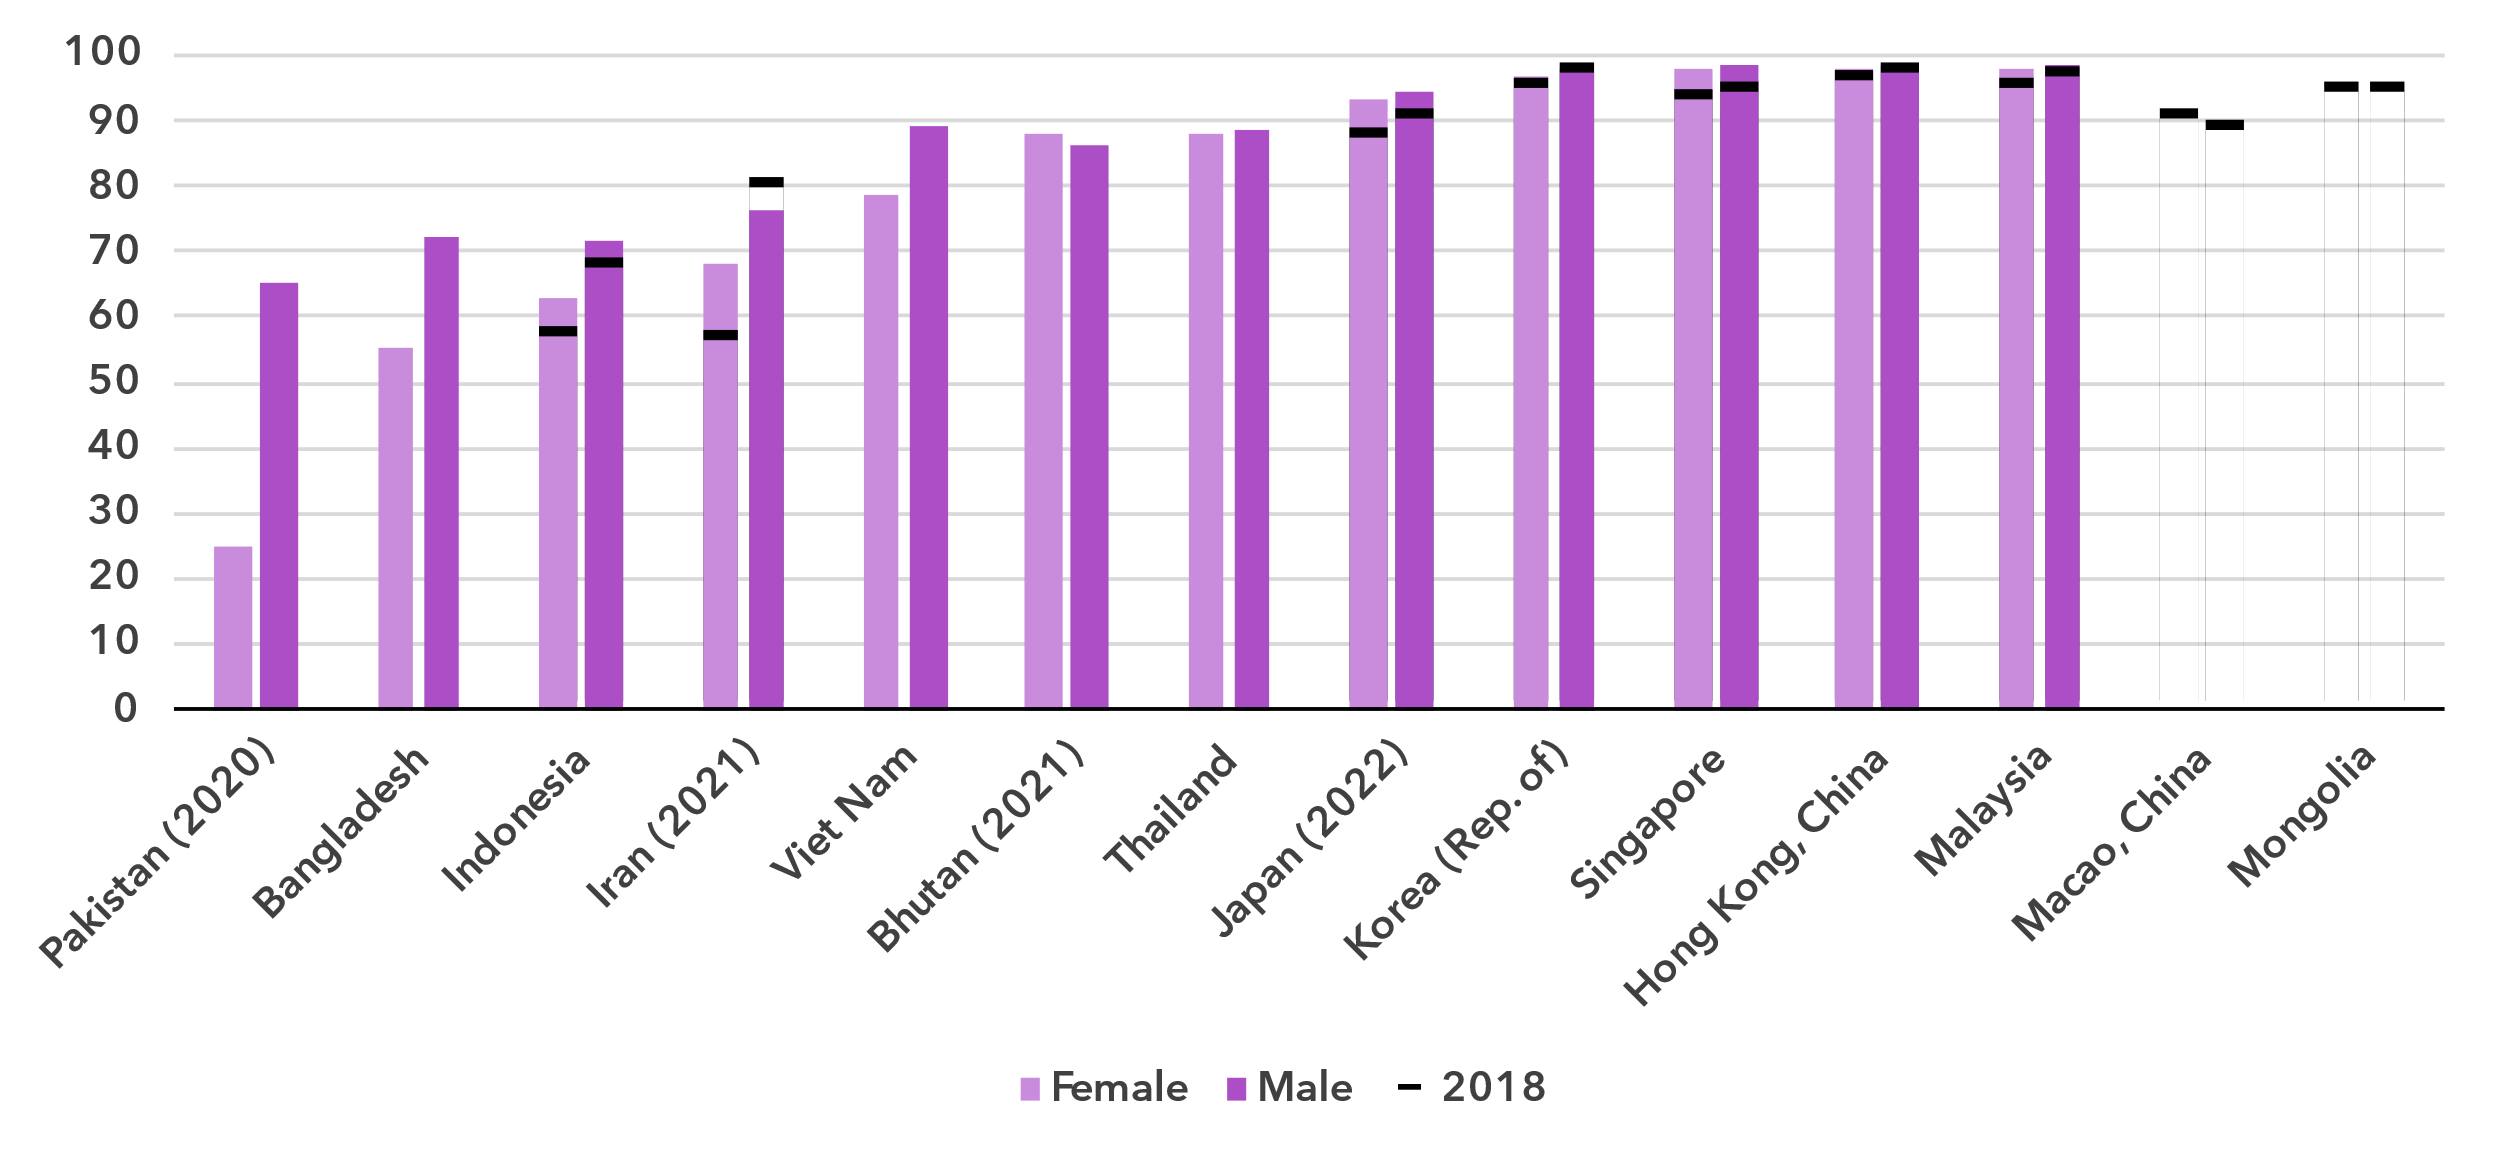 100
90
80
70
60
50
40
30
20
10
0
Pakistan (2020)
Bangladesh
Indonesia
Iran (2021)
Viet Nam
Bhutan (2021)
Thailand
Japan (2022)
Korea (Rep. of)
Singapore
Hong Kong, China
Malaysia
Macao, China
Mongolia
Female Male 2018